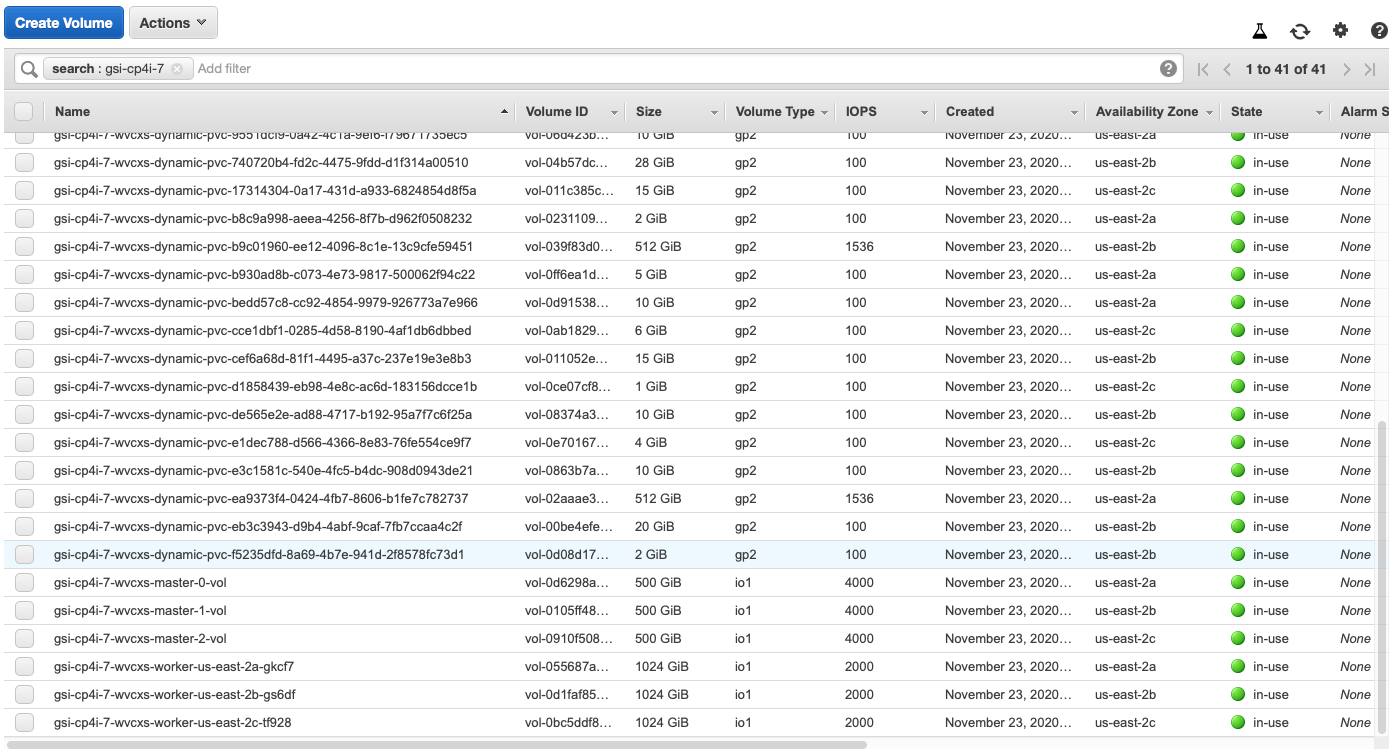 Create Volume Actions
search : gsi-cp4i-7 Add filter 1 to 41 of 41
Name Volume ID Size Volume Type IOPS Created Availability Zone State Alarm S
gsi-cp4i-7-wvcxs-dynamic-pvc-9551dcf9-0a42-4c1a-9ef6-f79671735ec5 vol-06d423b... 10 GiB gp2 100 November 23, 2020... us-east-2a in-use None
gsi-cp4i-7-wvcxs-dynamic-pvc-740720b4-fd2c-4475-9fdd-d1f314a00510 vol-04b57dc... 28 GiB gp2 100 November 23, 2020... us-east-2b in-use None
gsi-cp4i-7-wvcxs-dynamic-pvc-17314304-0a17-431d-a933-6824854d8f5a vol-011c385c... 15 GiB gp2 100 November 23, 2020... us-east-2c in-use None
gsi-cp4i-7-wvcxs-dynamic-pvc-b8c9a998-aeea-4256-8f7b-d962f0508232 vol-0231109... 2 GiB gp2 100 November 23, 2020... us-east-2a in-use None
gsi-cp4i-7-wvcxs-dynamic-pvc-b9c01960-ee12-4096-8c1e-13c9cfe59451 vol-039f83d0... 512 GiB gp2 1536 November 23, 2020... us-east-2b in-use None
gsi-cp4i-7-wvcxs-dynamic-pvc-b930ad8b-c073-4e73-9817-500062f94c22 vol-0ff6ea1d... 5 GiB gp2 100 November 23, 2020... us-east-2a in-use None
gsi-cp4i-7-wvcxs-dynamic-pvc-bedd57c8-cc92-4854-9979-926773a7e966 vol-0d91538... 10 GiB gp2 100 November 23, 2020... us-east-2a in-use None
gsi-cp4i-7-wvcxs-dynamic-pvc-cce1dbf1-0285-4d58-8190-4af1db6dbbed vol-0ab1829... 6 GiB gp2 100 November 23, 2020... us-east-2c in-use None
gsi-cp4i-7-wvcxs-dynamic-pvc-cef6a68d-81f1-4495-a37c-237e19e3e8b3 vol-011052e... 15 GiB gp2 100 November 23, 2020... us-east-2b in-use None
gsi-cp4i-7-wvcxs-dynamic-pvc-d1858439-eb98-4e8c-ac6d-183156dcce1b vol-0ce07cf8... 1 GiB gp2 100 November 23, 2020... us-east-2c in-use None
gsi-cp4i-7-wvcxs-dynamic-pvc-de565e2e-ad88-4717-b192-95a7f7c6f25a vol-08374a3... 10 GiB gp2 100 November 23, 2020... us-east-2b in-use None
gsi-cp4i-7-wvcxs-dynamic-pvc-e1dec788-d566-4366-8e83-76fe554ce9f7 vol-0e70167... 4 GiB gp2 100 November 23, 2020... us-east-2c in-use None
gsi-cp4i-7-wvcxs-dynamic-pvc-e3c1581c-540e-4fc5-b4dc-908d0943de21 vol-0863b7a... 10 GiB gp2 100 November 23, 2020... us-east-2b in-use None
gsi-cp4i-7-wvcxs-dynamic-pvc-ea9373f4-0424-4fb7-8606-b1fe7c782737 vol-02aaae3... 512 GiB gp2 1536 November 23, 2020... us-east-2a in-use None
gsi-cp4i-7-wvcxs-dynamic-pvc-eb3c3943-d9b4-4abf-9caf-7fb7ccaa4c2f vol-00be4efe... 20 GiB gp2 100 November 23, 2020... us-east-2b in-use None
gsi-cp4i-7-wvcxs-dynamic-pvc-f5235dfd-8a69-4b7e-941d-2f8578fc73d1 vol-0d08d17... 2 GiB gp2 100 November 23, 2020... us-east-2b in-use None
gsi-cp4i-7-wvcxs-master-0-vol vol-0d6298a... 500 GiB io1 4000 November 23, 2020... us-east-2a in-use None
gsi-cp4i-7-wvcxs-master-1-vol vol-0105ff48... 500 GiB io1 4000 November 23, 2020... us-east-2b in-use None
gsi-cp4i-7-wvcxs-master-2-vol vol-0910f508... 500 GiB io1 4000 November 23, 2020... us-east-2c in-use None
gsi-cp4i-7-wvcxs-worker-us-east-2a-gkcf7 vol-055687a... 1024 GiB io1 2000 November 23, 2020... us-east-2a in-use None
gsi-cp4i-7-wvcxs-worker-us-east-2b-gs6df vol-0d1faf85... 1024 GiB io1 2000 November 23, 2020... us-east-2b in-use None
gsi-cp4i-7-wvcxs-worker-us-east-2c-tf928 vol-0bc5ddf8... 1024 GiB io1 2000 November 23, 2020... us-east-2c in-use None